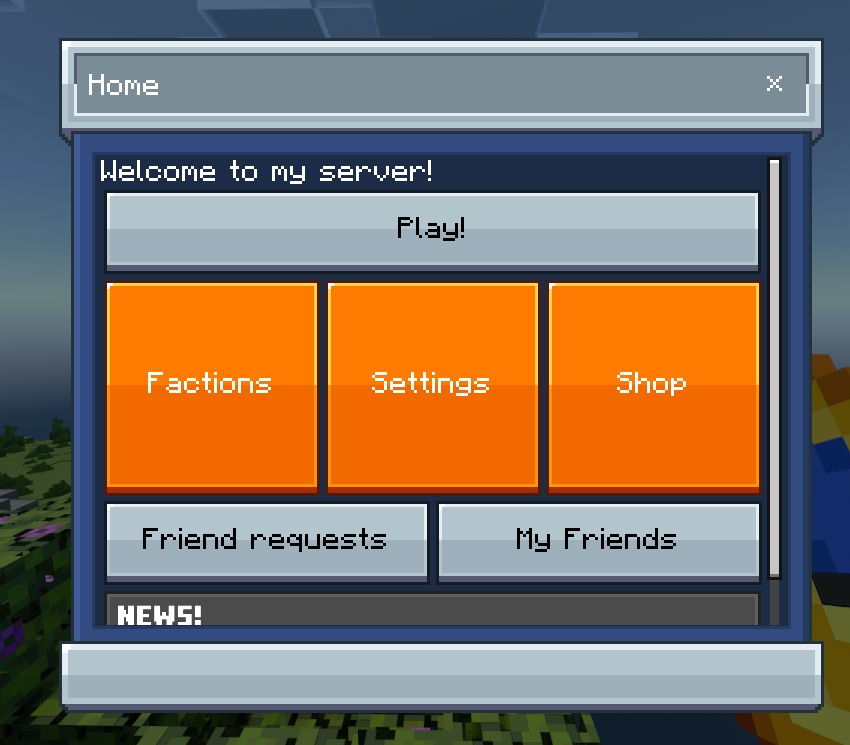 Home
×
Welcome to my server!
Play!
Factions
Settings
Shop
Friend requests
My Friends
NEWS!